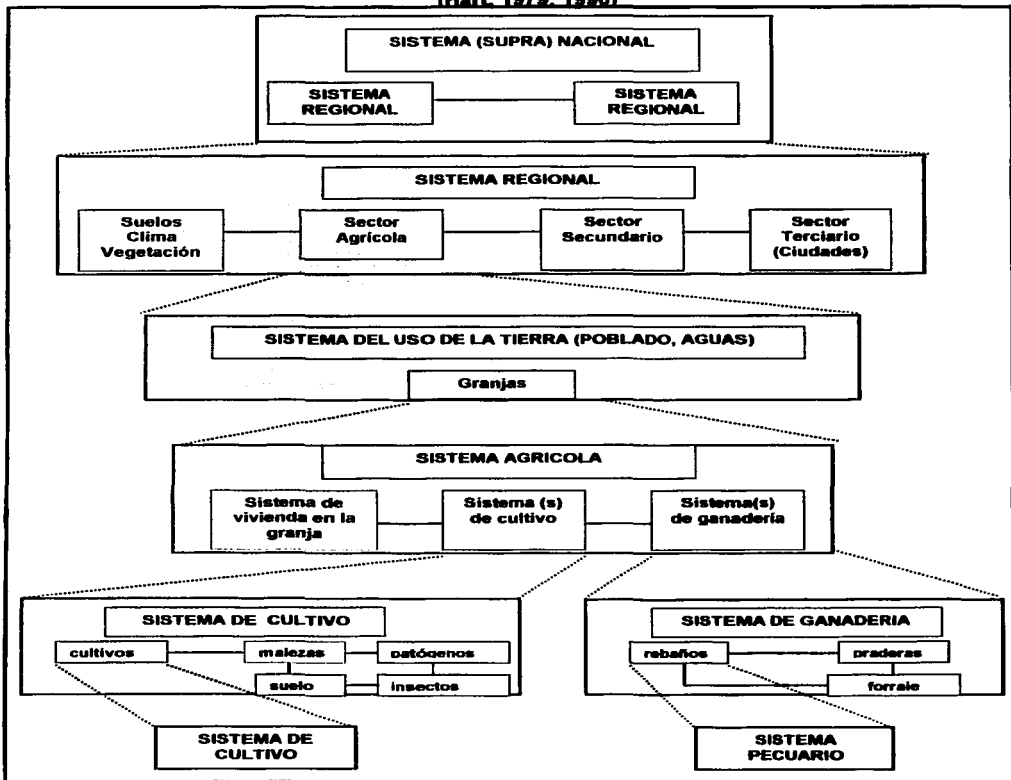 (Hart, 1979, 1990)
SISTEMA (SUPRA) NACIONAL
SISTEMA
REGIONAL
SISTEMA
REGIONAL
SISTEMA REGIONAL
Suelos
Clima
Vegetación
Sector
Agrícola
Sector
Secundario
Sector
Terciario
(Ciudades)
SISTEMA DEL USO DE LA TIERRA (POBLADO, AGUAS)
Granjas
SISTEMA AGRICOLA
Sistema de
vivienda en la
granja
Sistema (s)
de cultivo
Sistema(s)
de ganadería
SISTEMA DE CULTIVO
cultivos
malezas
patógenos
suelo
insectos
SISTEMA DE GANADERIA
rebaños
praderas
forraje
SISTEMA DE
CULTIVO
SISTEMA
PECUARIO